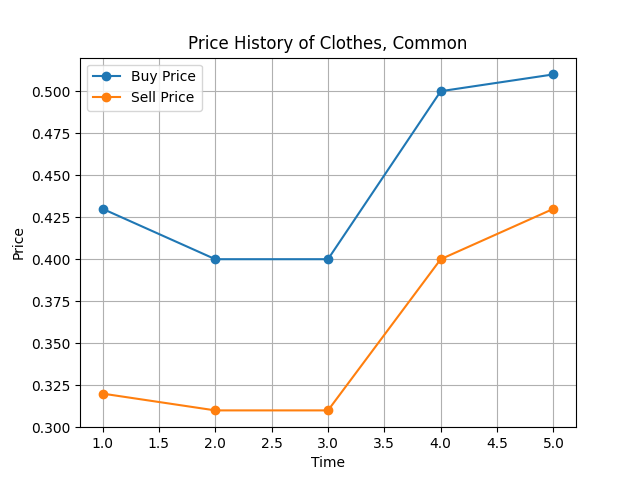 Price History of Clothes, Common
Buy Price
Sell Price
0.500
0.475
0.450
0.425
0.400
0.375
0.350
0.325
0.300
Price
1.0 1.5 2.0 2.5 3.0 3.5 4.0 4.5 5.0
Time